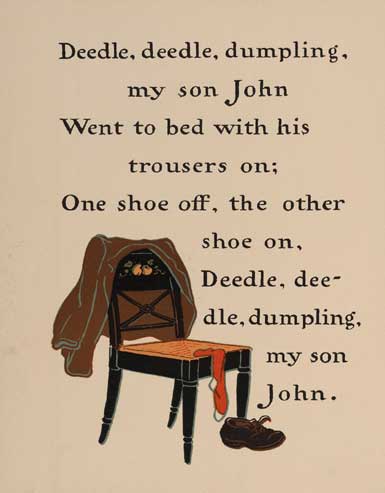 Deedle, deedle, dumpling,
my son John
Went to bed with his
trousers on;
One shoe off, the other
shoe on,
Deedle, dee-
dle, dumpling,
my son
John.